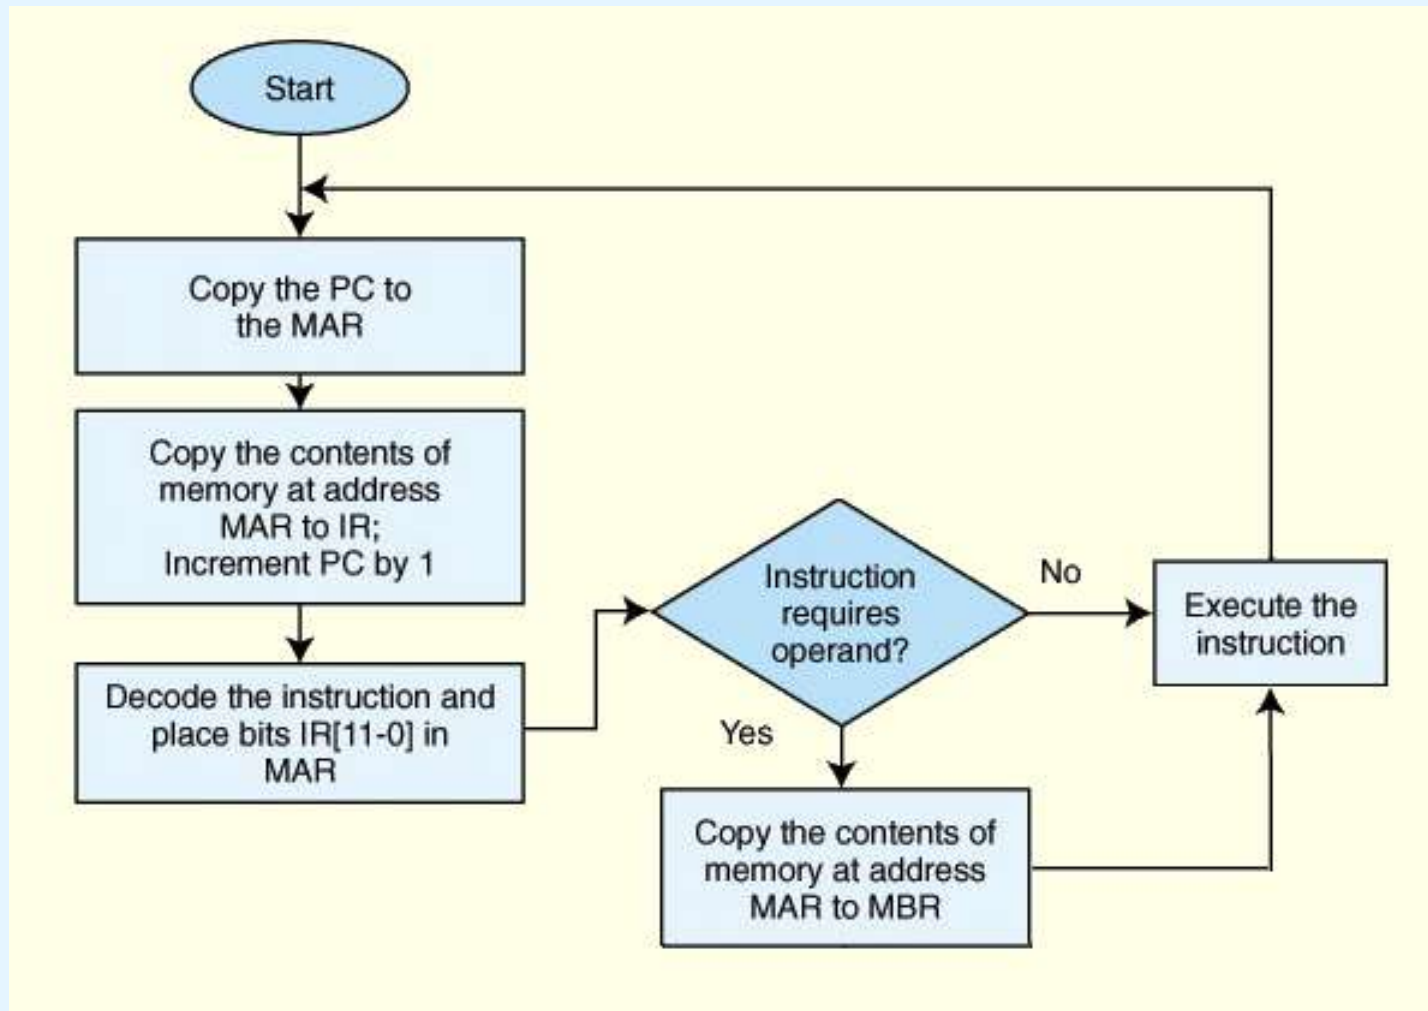 Start
Copy the PC to
the MAR
Copy the contents of
memory at address
MAR to IR;
Increment PC by 1
Decode the instruction and
place bits IR[11-0] in
MAR
Instruction
requires
operand?
No
Execute the
instruction
Yes
Copy the contents of
memory at address
MAR to MBR